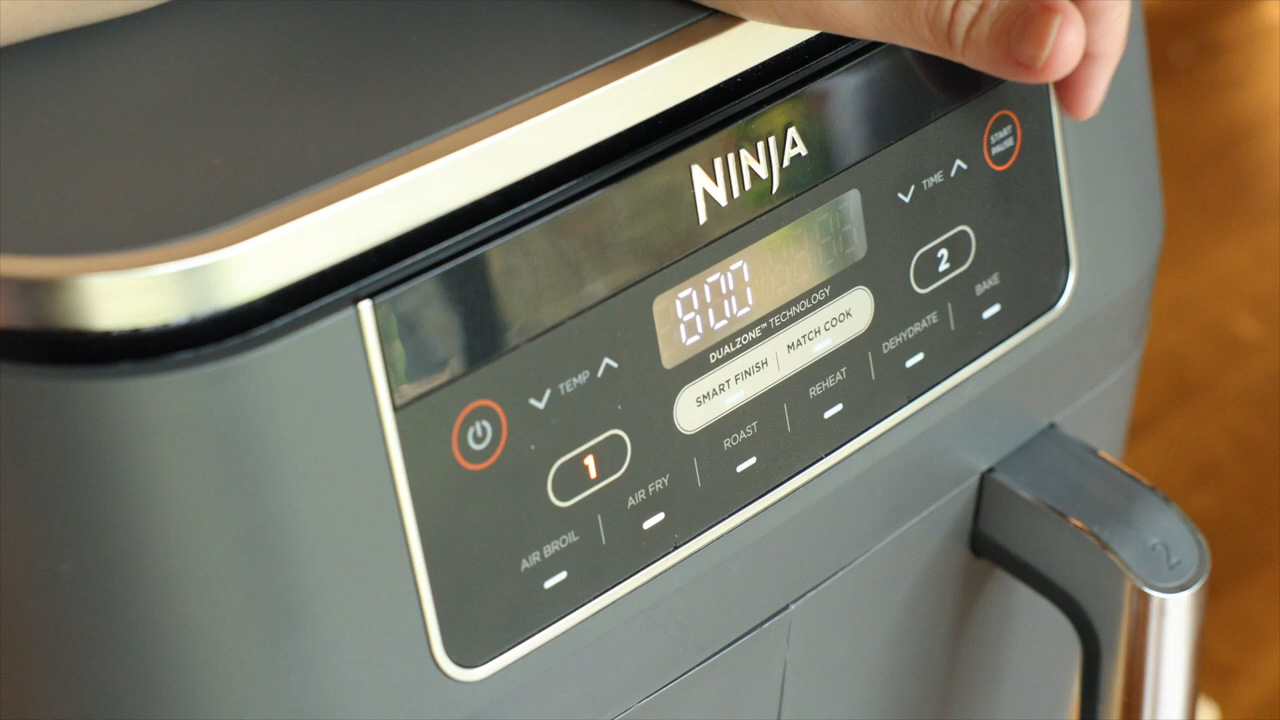 NINJA
START
PAUSE
TIME
2
800
DUALZONE™ TECHNOLOGY
SMART FINISH | MATCH COOK
TEMP
1
AIR BROIL | AIR FRY | ROAST | REHEAT | DEHYDRATE | BAKE
2